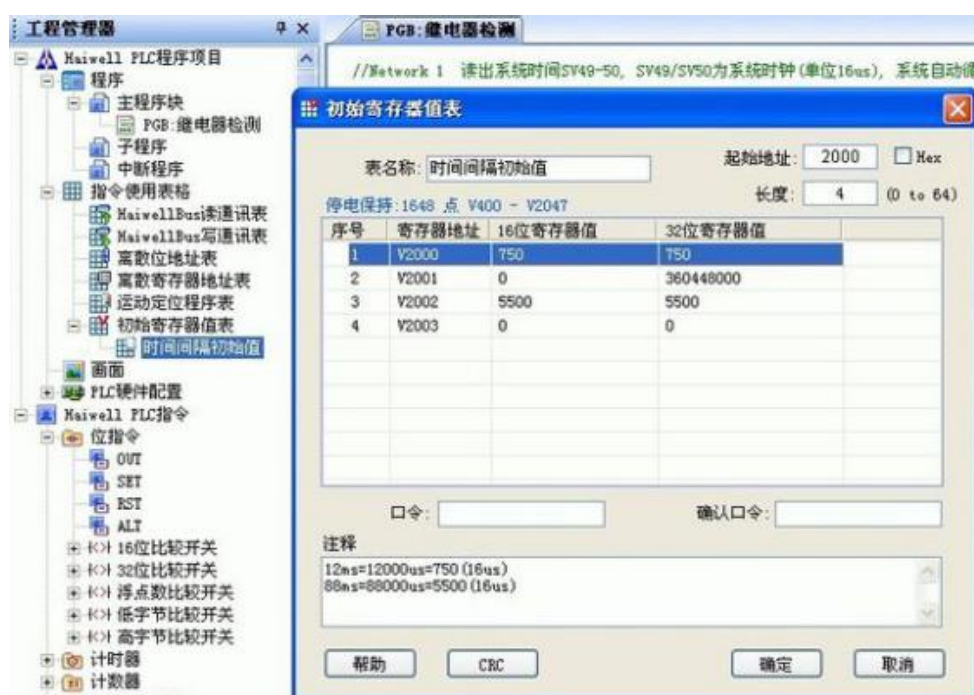 工程管理器
Haiwell PLC程序项目
程序
主程序块
PGB:继电器检测
子程序
中断程序
指令使用表格
HaiwellBus读通讯表
HaiwellBus写通讯表
离散位地址表
离散寄存器地址表
运动定位程序表
初始寄存器值表
时间间隔初始值
画面
PLC硬件配置
Haiwell PLC指令
位指令
OUT
SET
RST
ALT
16位比较开关
32位比较开关
浮点数比较开关
低字节比较开关
高字节比较开关
计时器
计数器
PGB:继电器检测
//Network 1 读出系统时间SV49-50, SV49/SV50为系统时钟(单位16us), 系统自动循
初始寄存器值表
表名称: 时间间隔初始值
起始地址: 2000 Hex
长度: 4 (0 to 64)
停电保持:1648 点 V400 - V2047
序号 寄存器地址 16位寄存器值 32位寄存器值
1 V2000 750 750
2 V2001 0 360448000
3 V2002 5500 5500
4 V2003 0 0
口令: 确认口令:
注释
12ms=12000us=750(16us)
88ms=88000us=5500(16us)
帮助 CRC 确定 取消